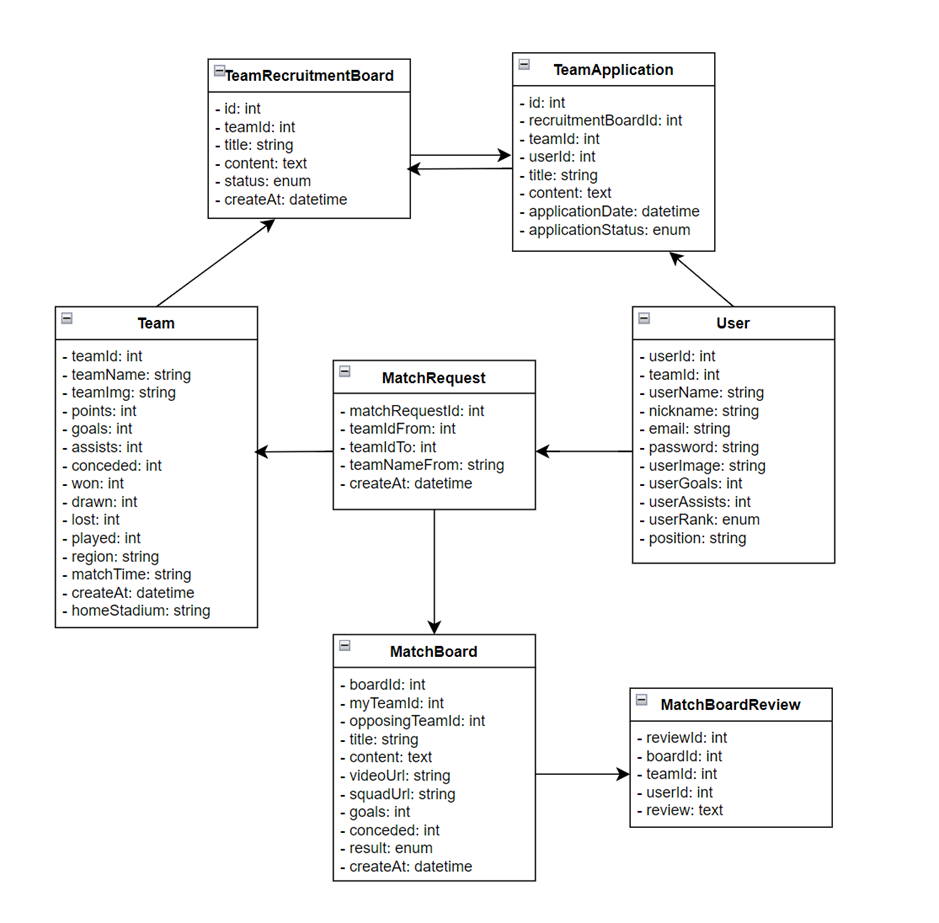 TeamRecruitmentBoard
- id: int
- teamId: int
- title: string
- content: text
- status: enum
- createAt: datetime
TeamApplication
- id: int
- recruitmentBoardId: int
- teamId: int
- userId: int
- title: string
- content: text
- applicationDate: datetime
- applicationStatus: enum
Team
- teamId: int
- teamName: string
- teamImg: string
- points: int
- goals: int
- assists: int
- conceded: int
- won: int
- drawn: int
- lost: int
- played: int
- region: string
- matchTime: string
- createAt: datetime
- homeStadium: string
MatchRequest
- matchRequestId: int
- teamIdFrom: int
- teamIdTo: int
- teamNameFrom: string
- createAt: datetime
User
- userId: int
- teamId: int
- userName: string
- nickname: string
- email: string
- password: string
- userImage: string
- userGoals: int
- userAssists: int
- userRank: enum
- position: string
MatchBoard
- boardId: int
- myTeamId: int
- opposingTeamId: int
- title: string
- content: text
- videoUrl: string
- squadUrl: string
- goals: int
- conceded: int
- result: enum
- createAt: datetime
MatchBoardReview
- reviewId: int
- boardId: int
- teamId: int
- userId: int
- review: text